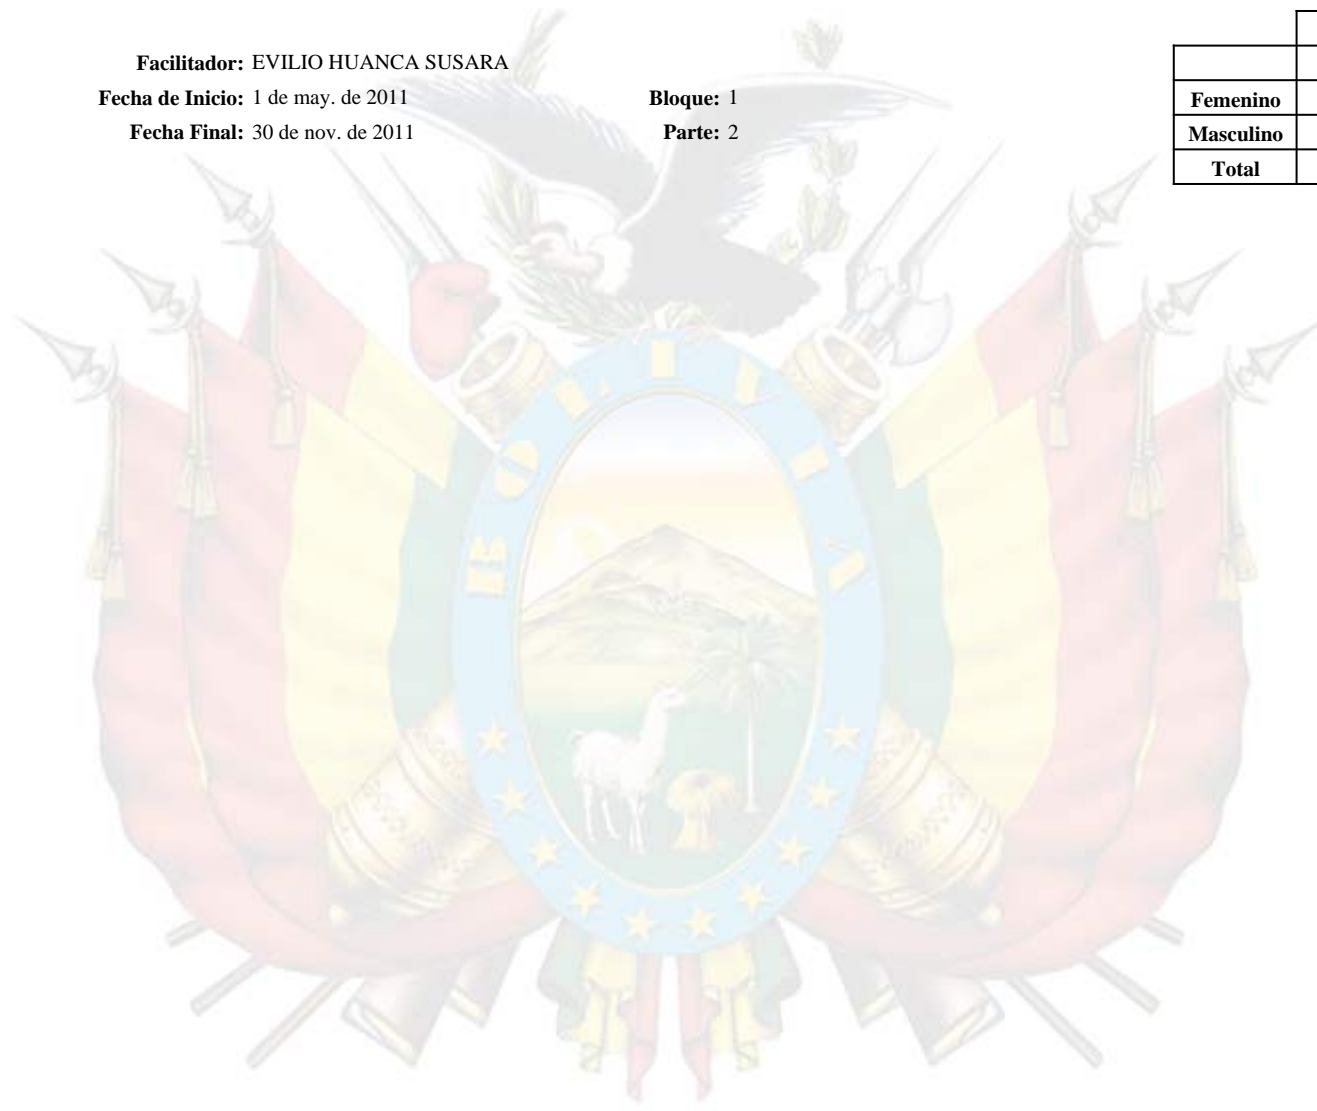 Facilitador: EVILIO HUANCA SUSARA
Fecha de Inicio: 1 de may. de 2011 Bloque: 1
Femenino
Fecha Final: 30 de nov. de 2011 Parte: 2
Masculino
Total
BOLIVIA